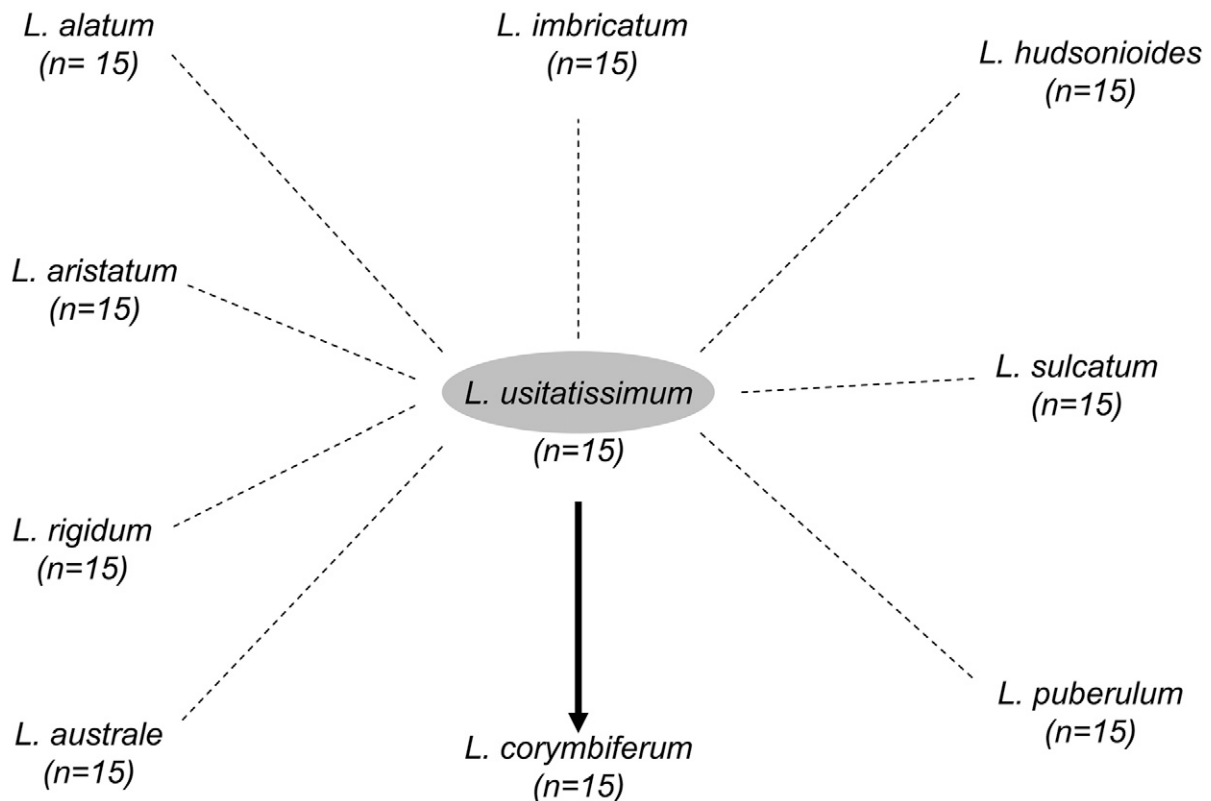 L. alatum
(n= 15)
L. imbricatum
(n=15)
L. hudsonioides
(n=15)
L. aristatum
(n=15)
L. usitatissimum
(n=15)
L. sulcatum
(n=15)
L. rigidum
(n=15)
L. australe
(n=15)
L. corymbiferum
(n=15)
L. puberulum
(n=15)